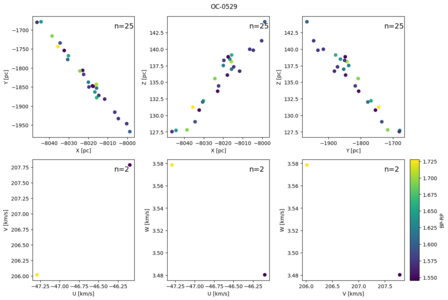 OC-0529
n=25
n=25
n=25
−1700
−1750
−1800
−1850
−1900
−1950
Y [pc]
−8040 −8020 −8000
X [pc]
142.5
140.0
137.5
135.0
132.5
130.0
127.5
Z [pc]
−8040 −8020 −8000
X [pc]
142.5
140.0
137.5
135.0
132.5
130.0
127.5
Z [pc]
−1900 −1800 −1700
Y [pc]
n=2
n=2
n=2
207.75
207.50
207.25
207.00
206.75
206.50
206.25
206.00
V [km/s]
−47.25 −47.00 −46.75 −46.50 −46.25
U [km/s]
3.58
3.56
3.54
3.52
3.50
3.48
W [km/s]
−47.25 −47.00 −46.75 −46.50 −46.25
U [km/s]
3.58
3.56
3.54
3.52
3.50
3.48
W [km/s]
206.0 206.5 207.0 207.5
V [km/s]
1.725
1.700
1.675
1.650
1.625
1.600
1.575
1.550
BP-RP